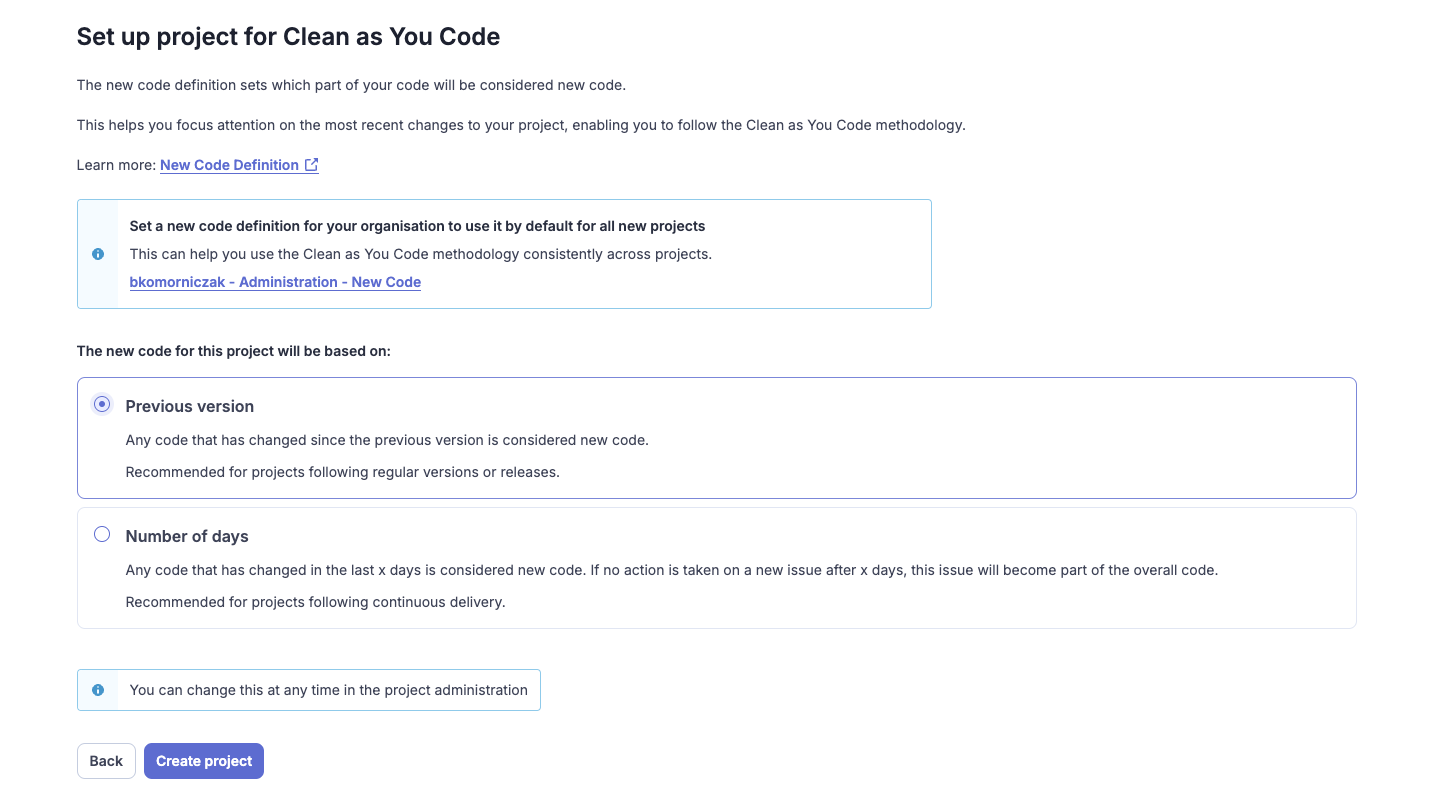 Set up project for Clean as You Code
The new code definition sets which part of your code will be considered new code.
This helps you focus attention on the most recent changes to your project, enabling you to follow the Clean as You Code methodology.
Learn more: New Code Definition
Set a new code definition for your organisation to use it by default for all new projects
This can help you use the Clean as You Code methodology consistently across projects.
bkomorniczak - Administration - New Code
The new code for this project will be based on:
Previous version
Any code that has changed since the previous version is considered new code.
Recommended for projects following regular versions or releases.
Number of days
Any code that has changed in the last x days is considered new code. If no action is taken on a new issue after x days, this issue will become part of the overall code.
Recommended for projects following continuous delivery.
You can change this at any time in the project administration
Back
Create project